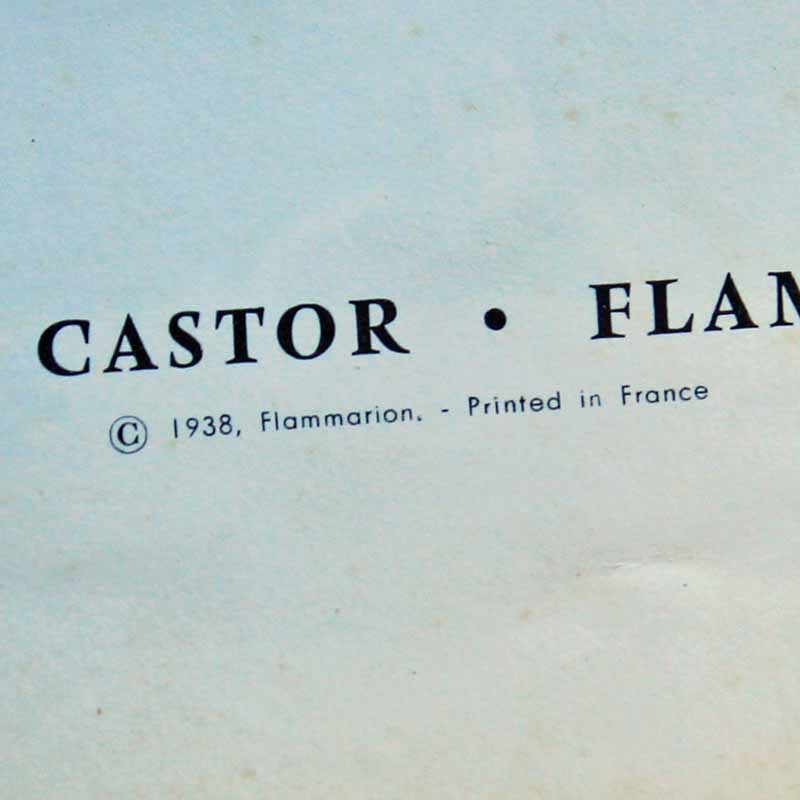 CASTOR • FLAM
© 1938, Flammarion. - Printed in France